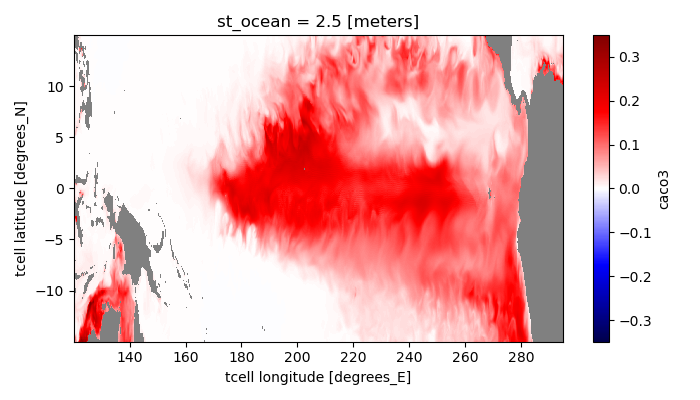 st_ocean = 2.5 [meters]
tcell latitude [degrees_N]
10
5
0
−5
−10
140 160 180 200 220 240 260 280
tcell longitude [degrees_E]
0.3
0.2
0.1
0.0
−0.1
−0.2
−0.3
caco3